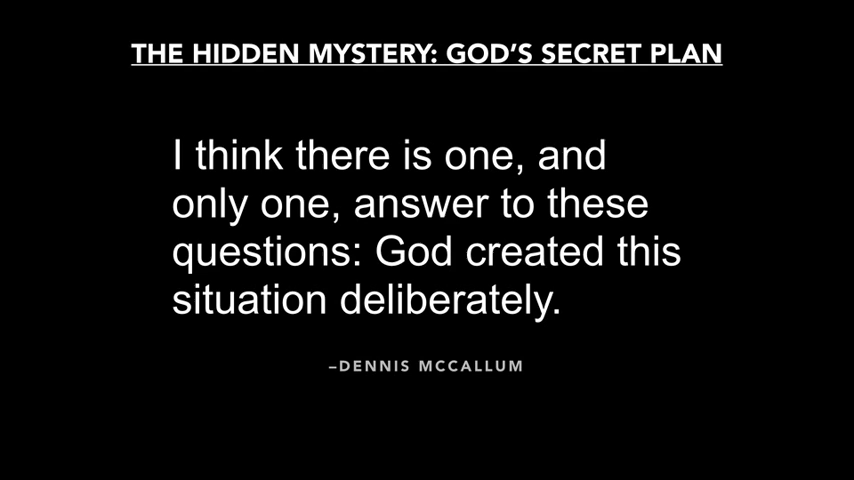 THE HIDDEN MYSTERY: GOD’S SECRET PLAN
I think there is one, and
only one, answer to these
questions: God created this
situation deliberately.
–DENNIS MCCALLUM